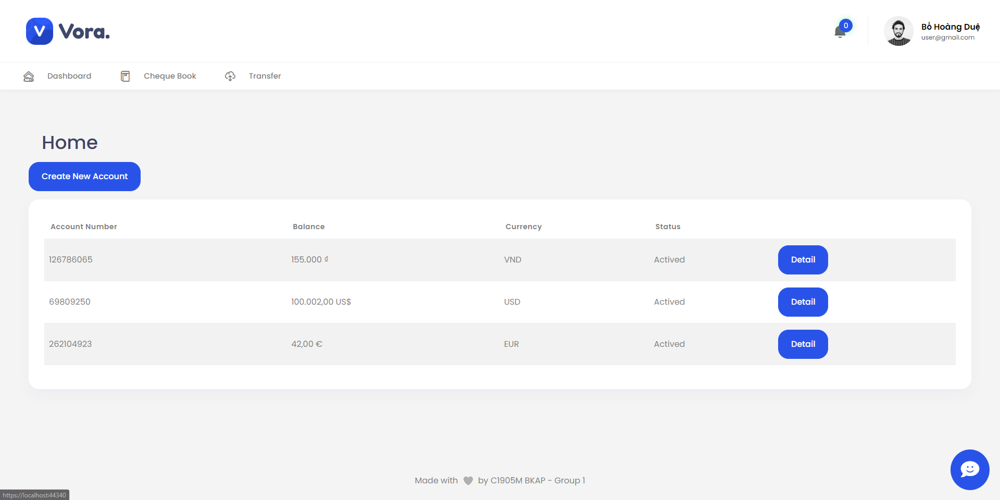 V Vora.
0
Bồ Hoàng Duệ
user@gmail.com
Dashboard Cheque Book Transfer
Home
Create New Account
Account Number Balance Currency Status
126786065 155.000 ₫ VND Actived Detail
69809250 100.002,00 US$ USD Actived Detail
262104923 42,00 € EUR Actived Detail
Made with by C1905M BKAP - Group 1
https://localhost:44340